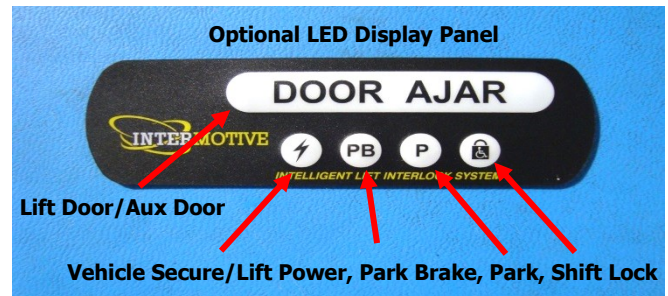 Optional LED Display Panel
DOOR AJAR
INTERMOTIVE
PB P
INTELLIGENT LIFT INTERLOCK SYSTEM
Lift Door/Aux Door
Vehicle Secure/Lift Power, Park Brake, Park, Shift Lock